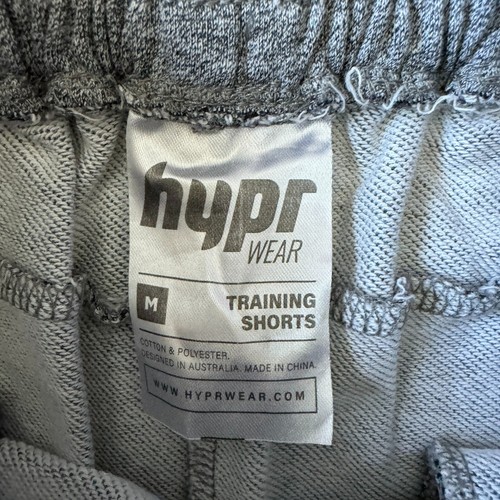 hypr
WEAR
M
TRAINING
SHORTS
COTTON & POLYESTER.
DESIGNED IN AUSTRALIA. MADE IN CHINA.
WWW HYPRWEAR.COM